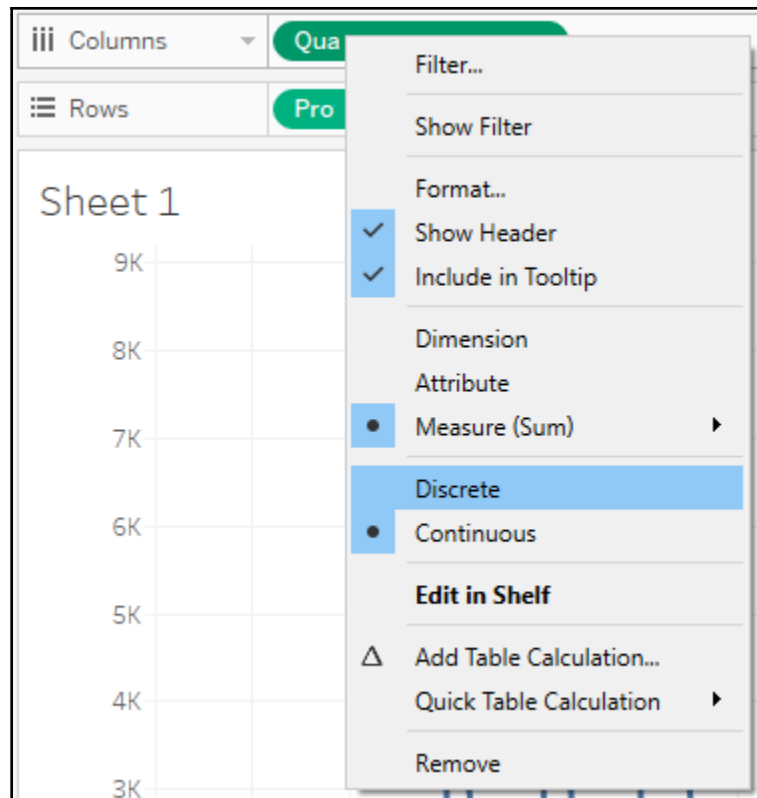 Columns
Qua
Rows
Pro
Sheet 1
9K
8K
7K
6K
5K
4K
3K
Filter...
Show Filter
Format...
Show Header
Include in Tooltip
Dimension
Attribute
Measure (Sum)
Discrete
Continuous
Edit in Shelf
Add Table Calculation...
Quick Table Calculation
Remove